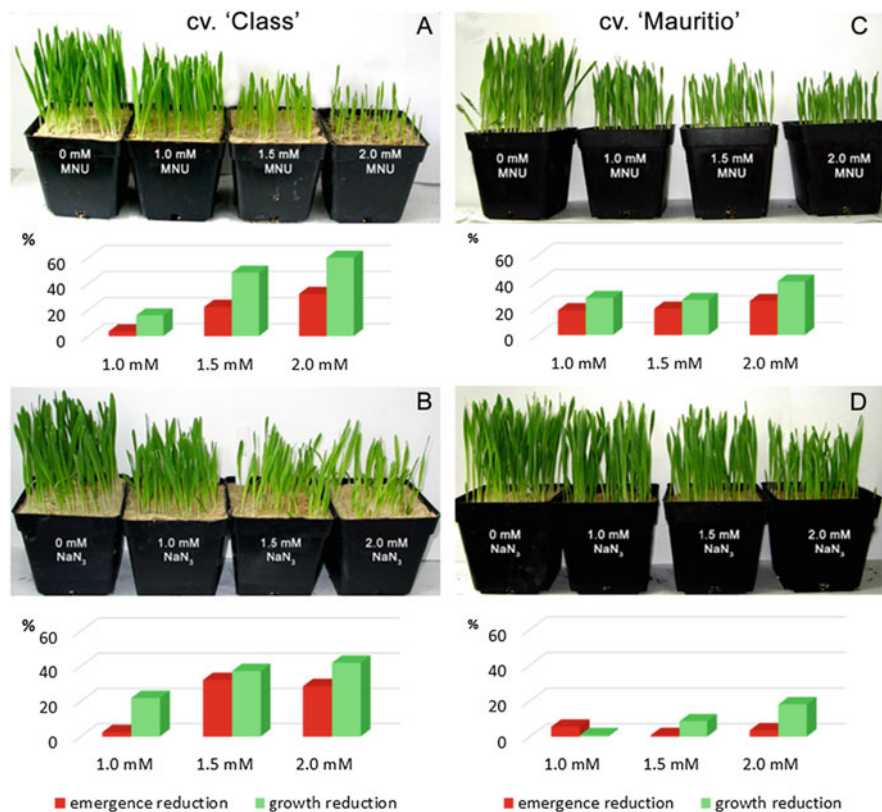 cv. 'Class' cv. 'Mauritio'
A C
0 mM MNU
1.0 mM MNU
1.5 mM MNU
2.0 mM MNU
0 mM MNU
1.0 mM MNU
1.5 mM MNU
2.0 mM MNU
%
60
40
20
0
1.0 mM 1.5 mM 2.0 mM
%
60
40
20
0
1.0 mM 1.5 mM 2.0 mM
B D
0 mM NaN₃
1.0 mM NaN₃
1.5 mM NaN₃
2.0 mM NaN₃
0 mM NaN₃
1.0 mM NaN₃
1.5 mM NaN₃
2.0 mM NaN₃
%
60
40
20
0
1.0 mM 1.5 mM 2.0 mM
%
60
40
20
0
1.0 mM 1.5 mM 2.0 mM
emergence reduction growth reduction
emergence reduction growth reduction